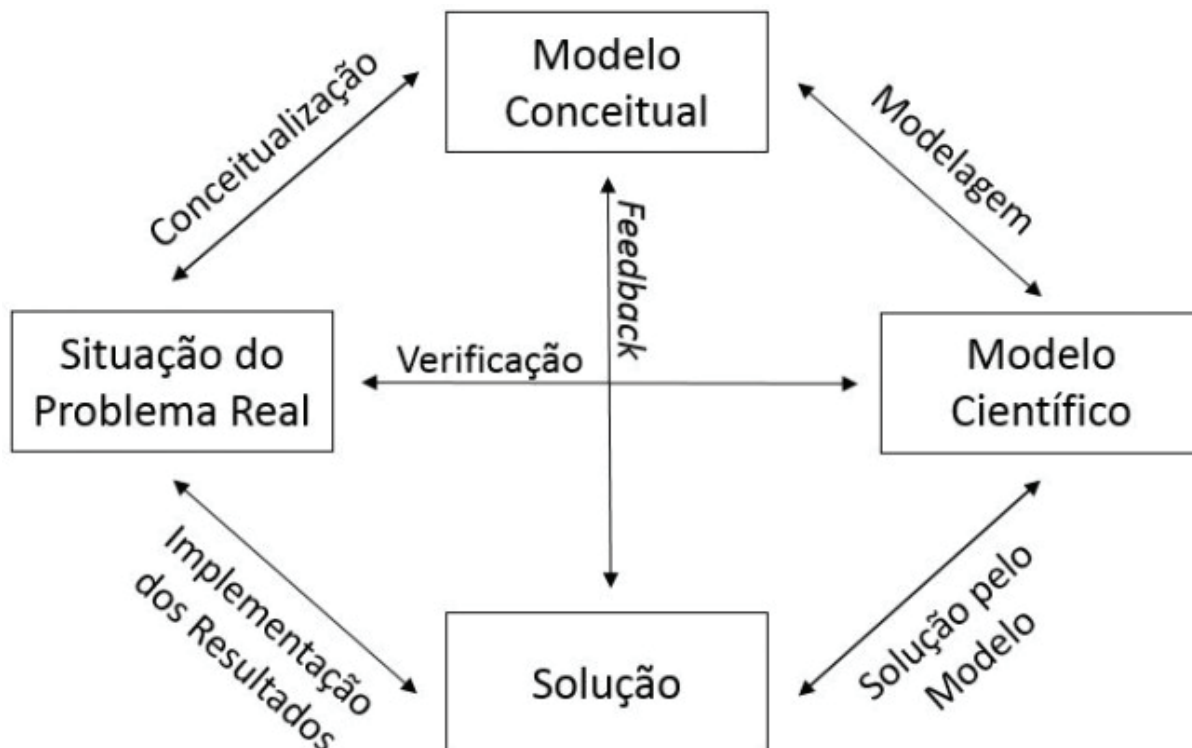 Modelo
Conceitual
Conceitualização
Modelagem
Feedback
Situação do
Problema Real
Verificação
Modelo
Científico
Implementação
dos Resultados
Solução
Solução pelo
Modelo